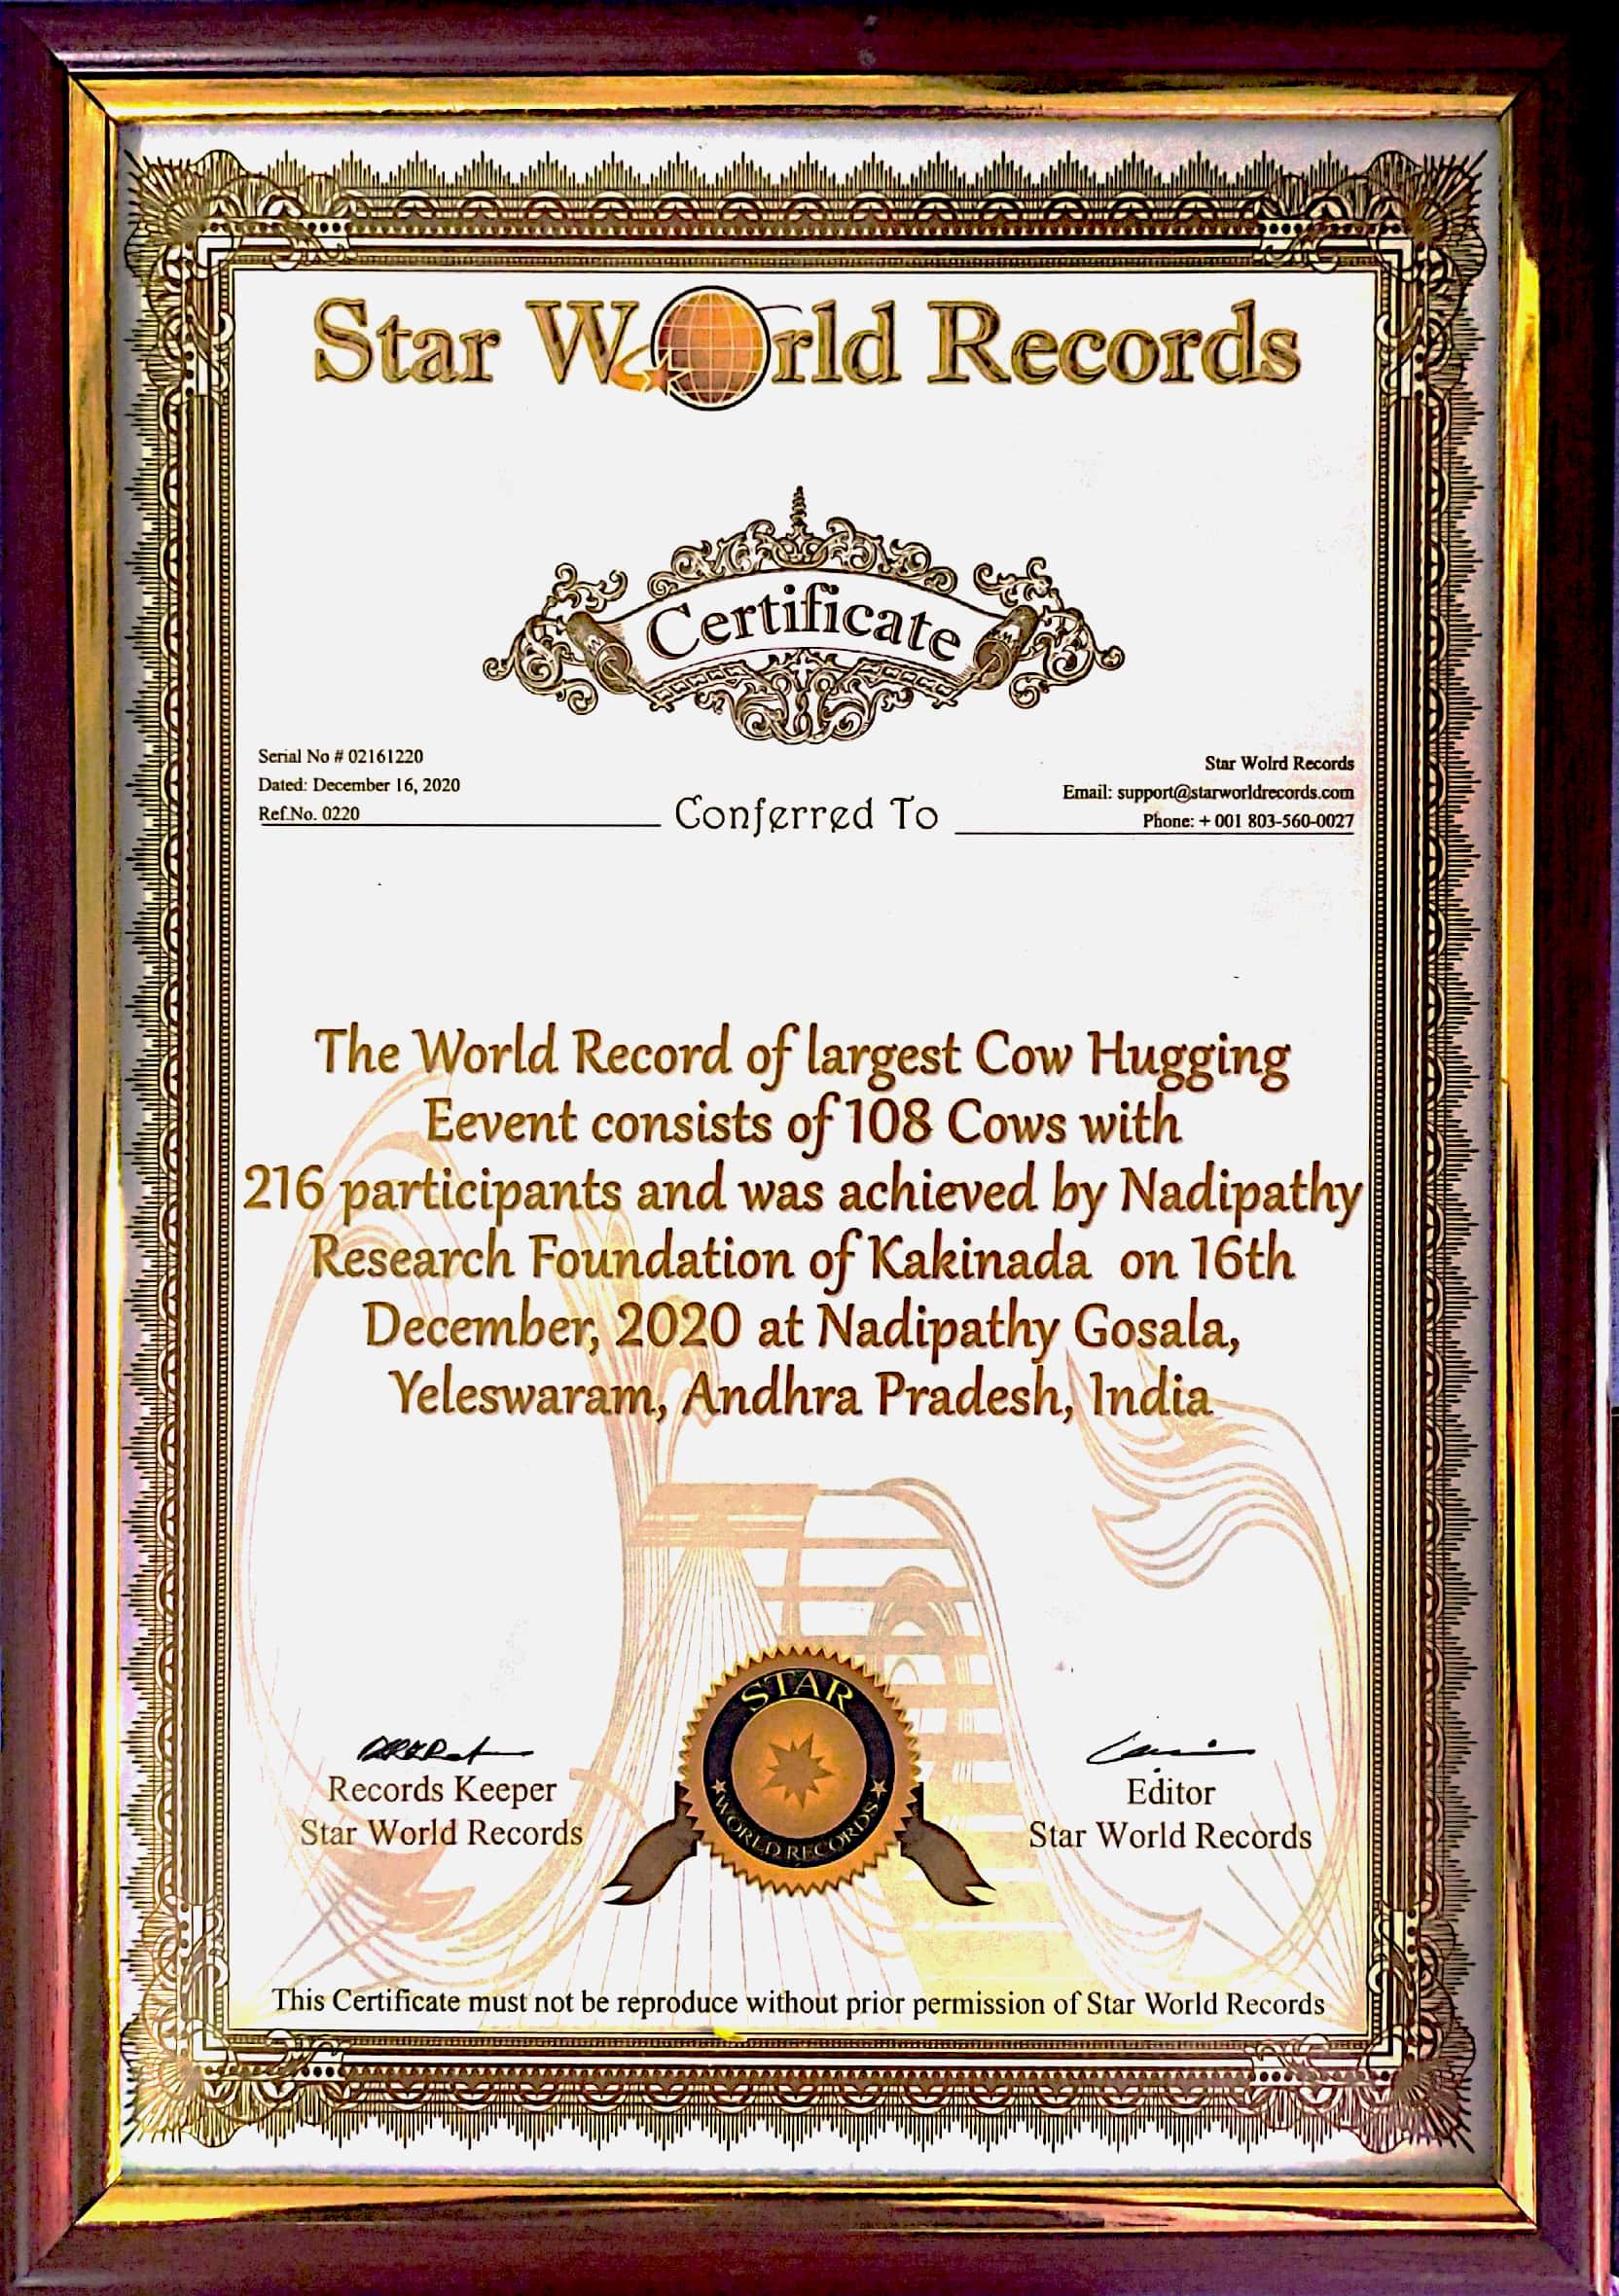 Star World Records
Certificate
Serial No # 02161220
Dated: December 16, 2020
Ref.No. 0220
Star Wolrd Records
Email: support@starworldrecords.com
Phone: + 001 803-560-0027
Conferred To
The World Record of largest Cow Hugging
Eevent consists of 108 Cows with
216 participants and was achieved by Nadipathy
Research Foundation of Kakinada on 16th
December, 2020 at Nadipathy Gosala,
Yeleswaram, Andhra Pradesh, India
STAR
WORLD RECORDS
Records Keeper
Star World Records
Editor
Star World Records
This Certificate must not be reproduce without prior permission of Star World Records